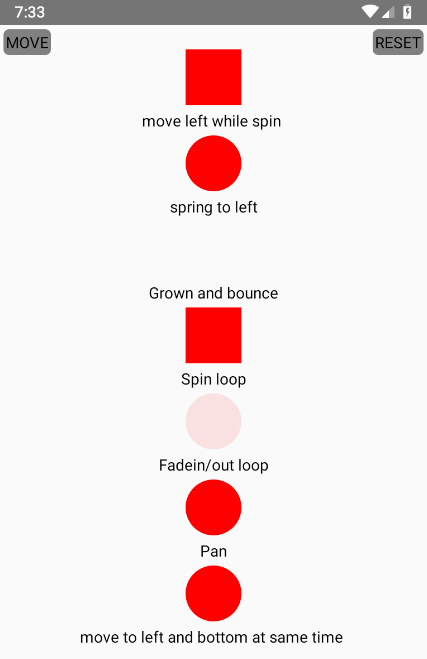 7:33
MOVE
RESET
move left while spin
spring to left
Grown and bounce
Spin loop
Fadein/out loop
Pan
move to left and bottom at same time